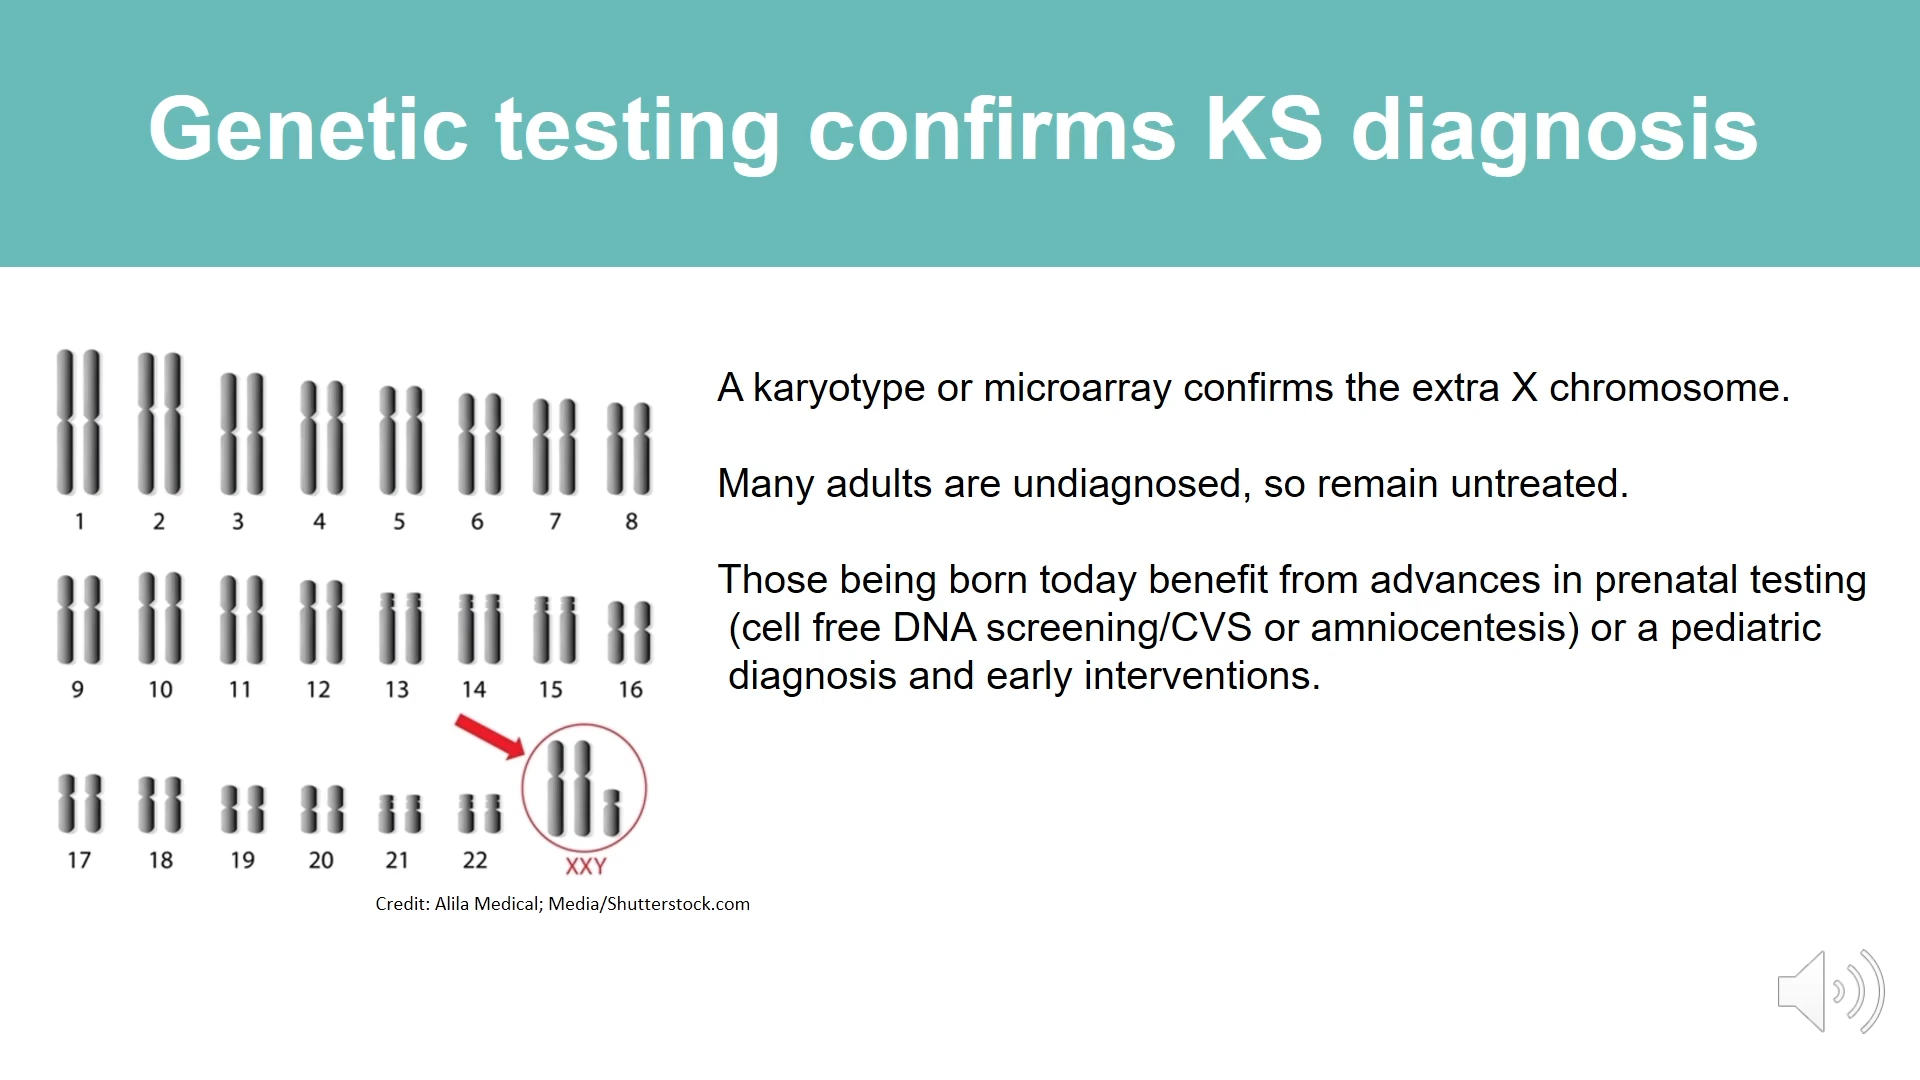 Genetic testing confirms KS diagnosis
A karyotype or microarray confirms the extra X chromosome.
Many adults are undiagnosed, so remain untreated.
Those being born today benefit from advances in prenatal testing
(cell free DNA screening/CVS or amniocentesis) or a pediatric
diagnosis and early interventions.
1 2 3 4 5 6 7 8
9 10 11 12 13 14 15 16
17 18 19 20 21 22 XXY
Credit: Alila Medical; Media/Shutterstock.com